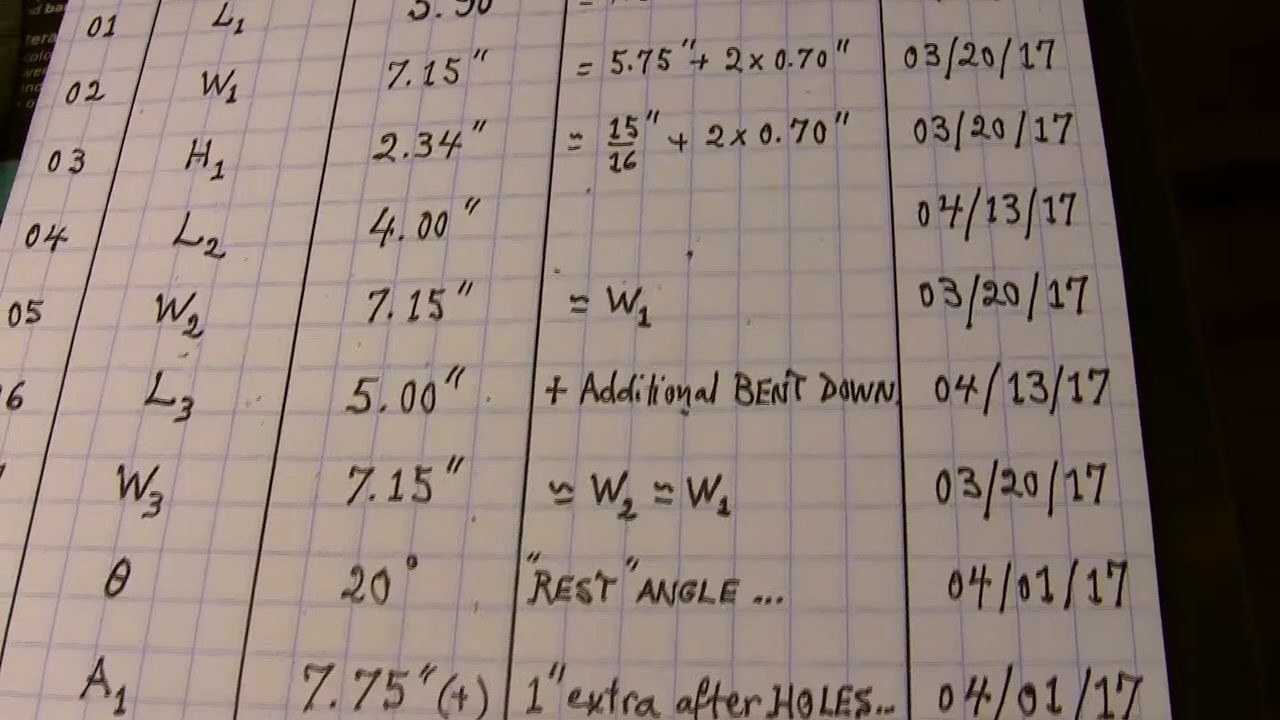 01 L1
02 W1 7.15" = 5.75" + 2 x 0.70" 03/20/17
03 H1 2.34" ≈ 15/16" + 2 x 0.70" 03/20/17
04 L2 4.00" 04/13/17
05 W2 7.15" ≈ W1 03/20/17
6 L3 5.00" + Additional BENT DOWN 04/13/17
W3 7.15" ≈ W2 ≈ W1 03/20/17
θ 20° "REST" ANGLE ... 04/01/17
A1 7.75" (+) 1" extra after HOLES... 04/01/17